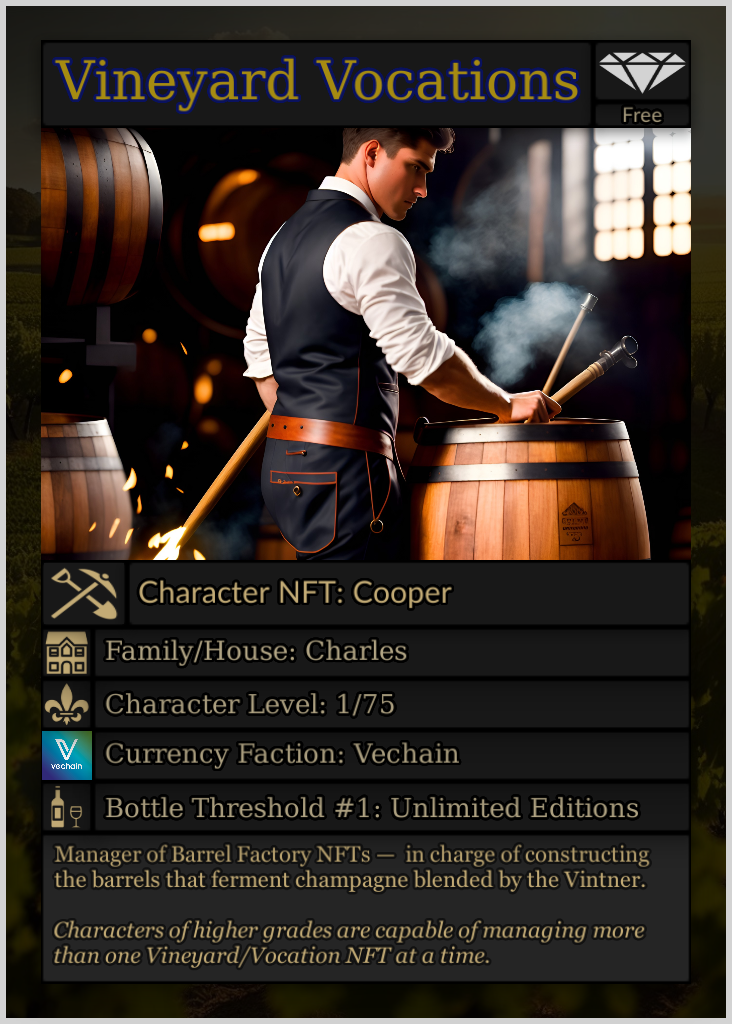 Vineyard Vocations
Free
Character NFT: Cooper
Family/House: Charles
Character Level: 1/75
vechain
Currency Faction: Vechain
Bottle Threshold #1: Unlimited Editions
Manager of Barrel Factory NFTs — in charge of constructing
the barrels that ferment champagne blended by the Vintner.
Characters of higher grades are capable of managing more
than one Vineyard/Vocation NFT at a time.